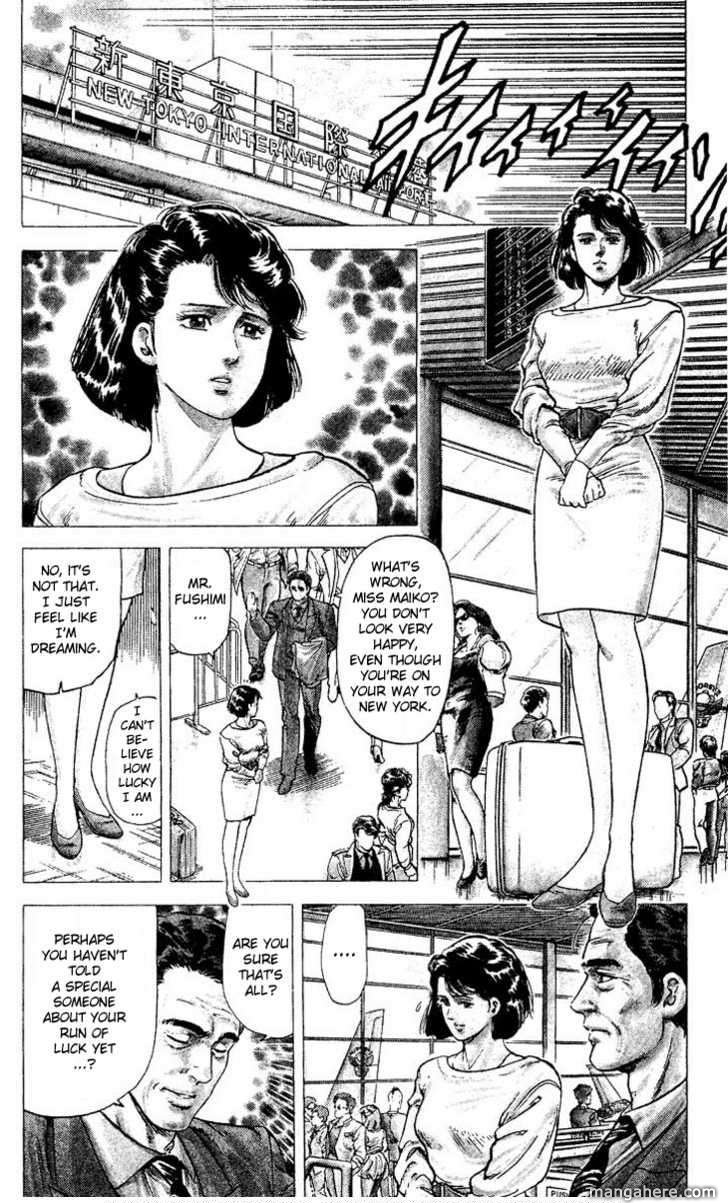 新東京国際
NEW TOKYO INTERNATIONAL AIRPORT
WHAT'S
WRONG,
MISS MAIKO?
YOU DON'T
LOOK VERY
HAPPY,
EVEN THOUGH
YOU'RE ON
YOUR WAY TO
NEW YORK.
MR.
FUSHIMI
...
NO, IT'S
NOT THAT.
I JUST
FEEL LIKE
I'M
DREAMING.
I
CAN'T
BE-
LIEVE
HOW
LUCKY
I AM
...
....
ARE YOU
SURE
THAT'S
ALL?
PERHAPS
YOU HAVEN'T
TOLD
A SPECIAL
SOMEONE
ABOUT YOUR
RUN OF
LUCK YET
...?
mangahere.com